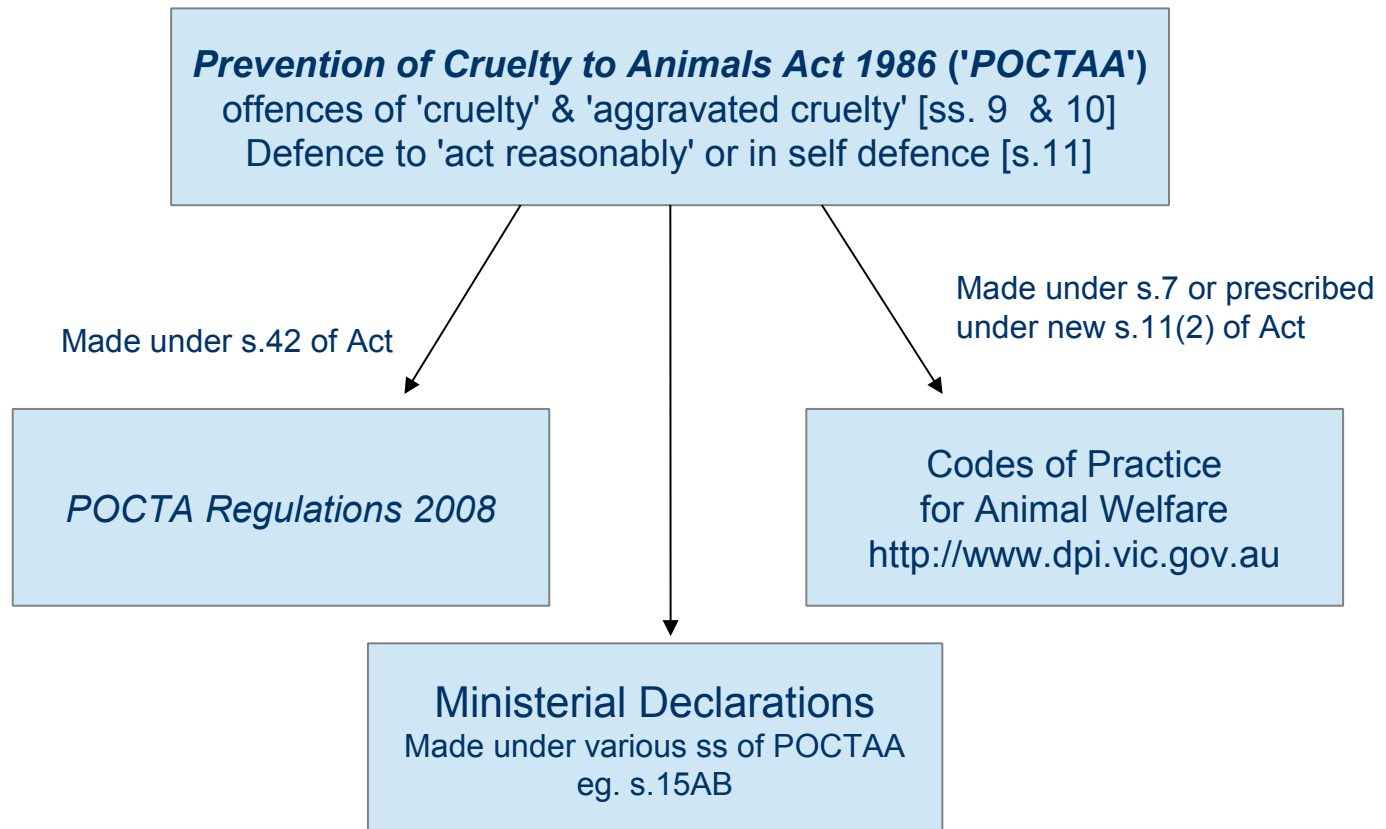 Prevention of Cruelty to Animals Act 1986 ('POCTAA')
offences of 'cruelty' & 'aggravated cruelty' [ss. 9 & 10]
Defence to 'act reasonably' or in self defence [s.11]
Made under s.42 of Act
Made under s.7 or prescribed
under new s.11(2) of Act
POCTA Regulations 2008
Codes of Practice
for Animal Welfare
http://www.dpi.vic.gov.au
Ministerial Declarations
Made under various ss of POCTAA
eg. s.15AB